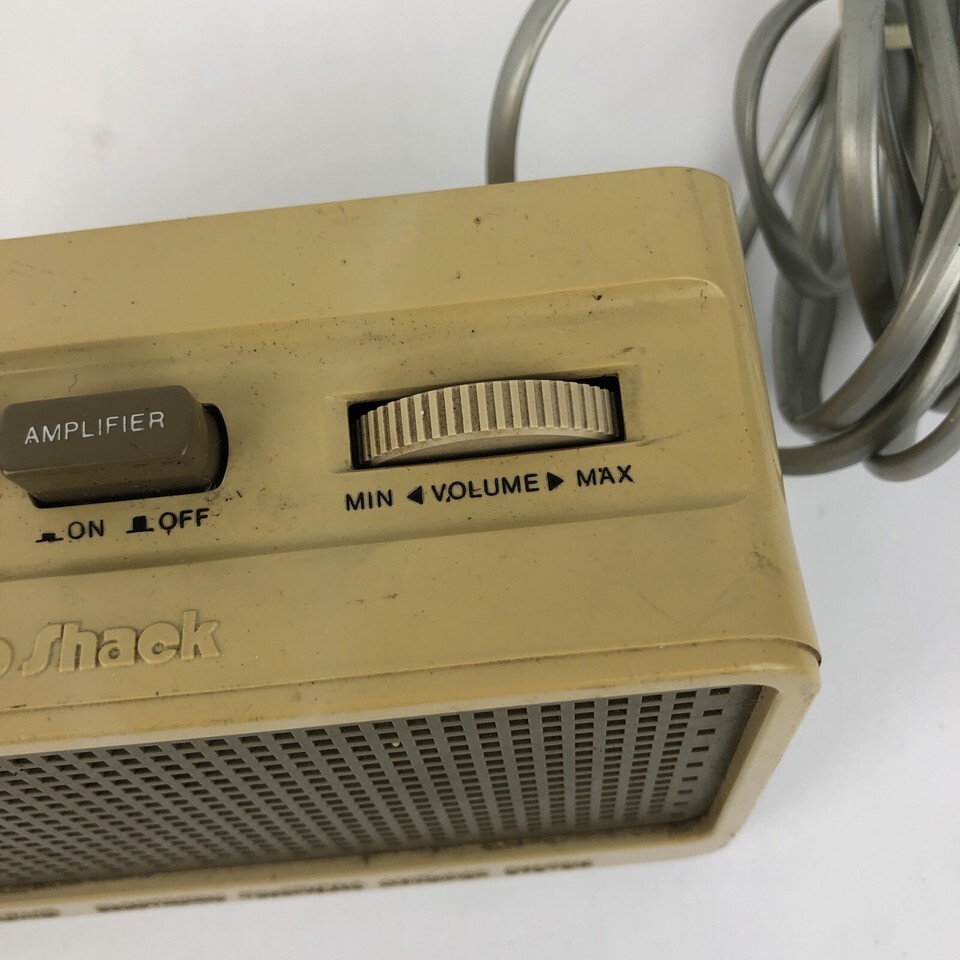 AMPLIFIER
ON OFF
MIN ◀ VOLUME ▶ MAX
o Shack